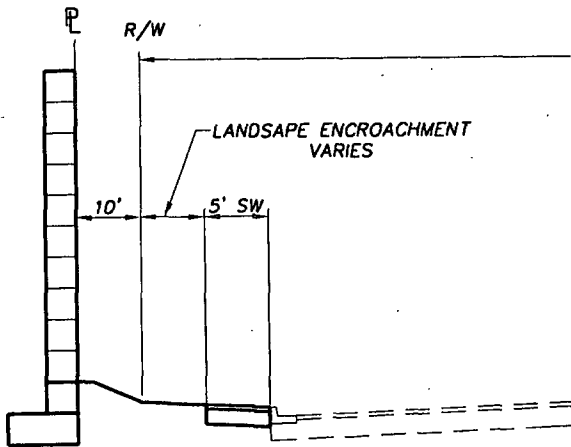 PL
R/W
LANDSAPE ENCROACHMENT
VARIES
10'
5' SW